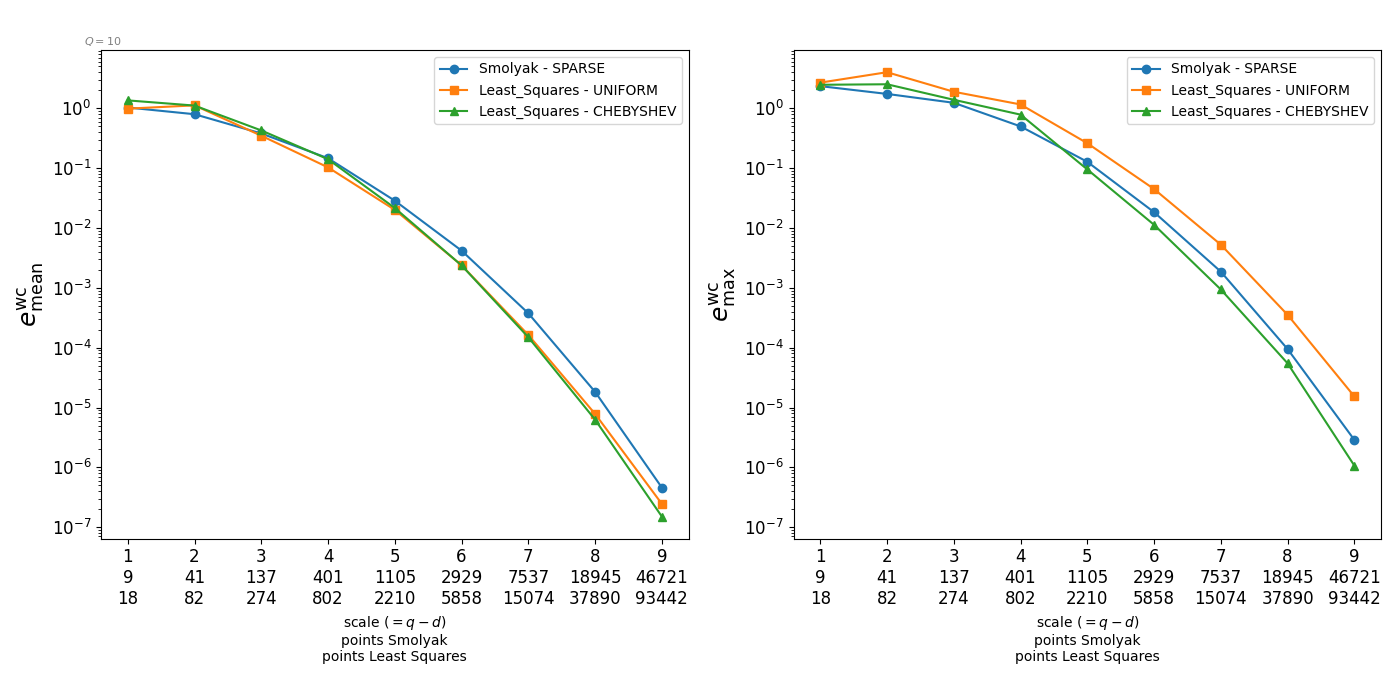 Q = 10
Smolyak - SPARSE
Least_Squares - UNIFORM
Least_Squares - CHEBYSHEV
10⁰
10⁻¹
10⁻²
10⁻³
10⁻⁴
10⁻⁵
10⁻⁶
10⁻⁷
e^wc_mean
1 2 3 4 5 6 7 8 9
9 41 137 401 1105 2929 7537 18945 46721
18 82 274 802 2210 5858 15074 37890 93442
scale (= q − d)
points Smolyak
points Least Squares
Smolyak - SPARSE
Least_Squares - UNIFORM
Least_Squares - CHEBYSHEV
10⁰
10⁻¹
10⁻²
10⁻³
10⁻⁴
10⁻⁵
10⁻⁶
10⁻⁷
e^wc_max
1 2 3 4 5 6 7 8 9
9 41 137 401 1105 2929 7537 18945 46721
18 82 274 802 2210 5858 15074 37890 93442
scale (= q − d)
points Smolyak
points Least Squares